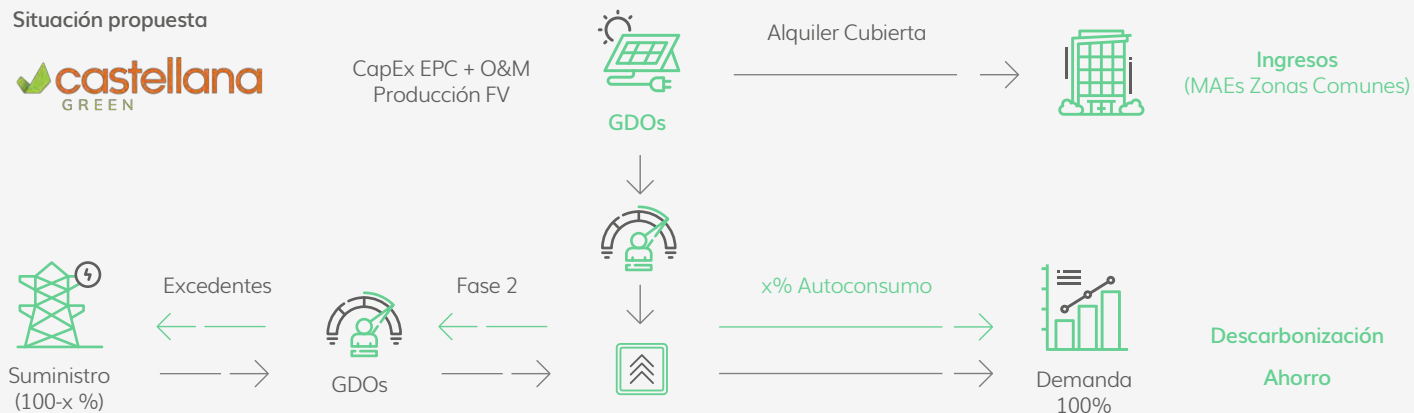 Situación propuesta
castellana
GREEN
CapEx EPC + O&M
Producción FV
GDOs
Alquiler Cubierta
Ingresos
(MAEs Zonas Comunes)
Excedentes
Fase 2
x% Autoconsumo
Suministro
(100-x %)
GDOs
Demanda
100%
Descarbonización
Ahorro